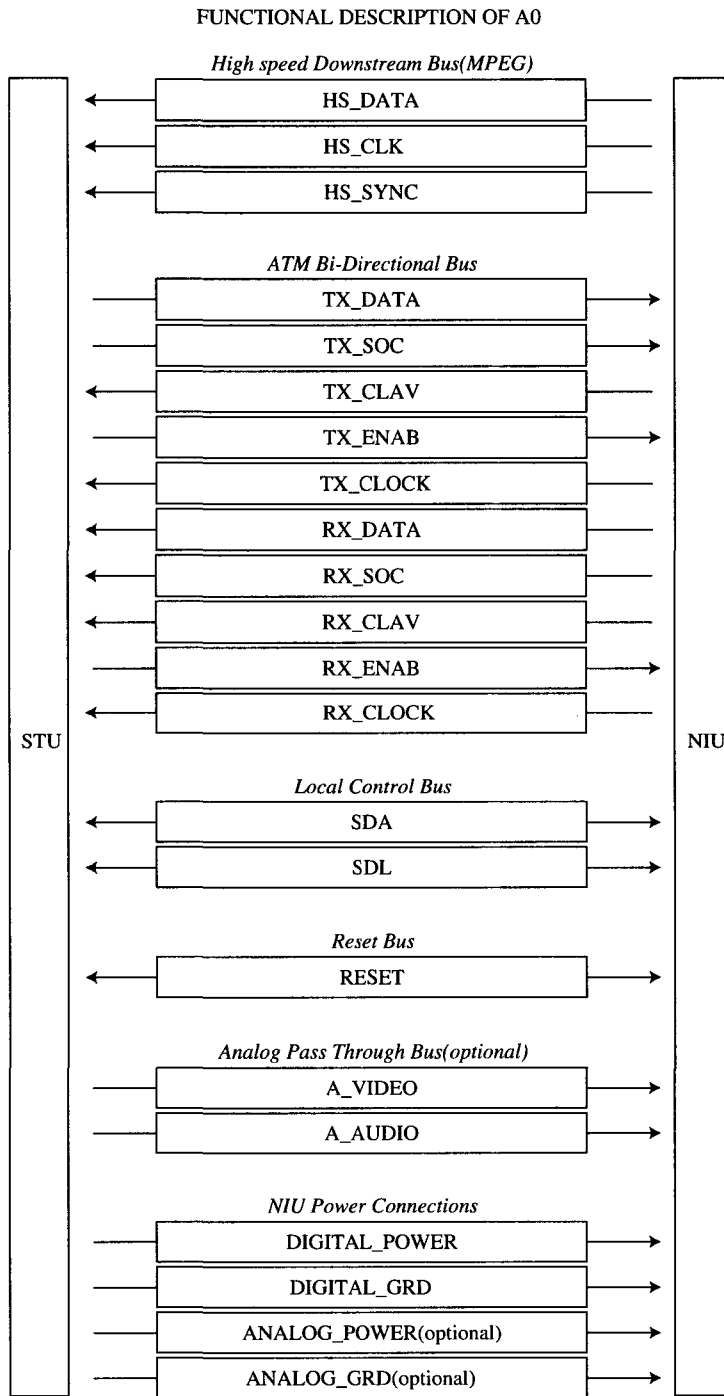 FUNCTIONAL DESCRIPTION OF A0
High speed Downstream Bus(MPEG)
HS_DATA
HS_CLK
HS_SYNC
ATM Bi-Directional Bus
TX_DATA
TX_SOC
TX_CLAV
TX_ENAB
TX_CLOCK
RX_DATA
RX_SOC
RX_CLAV
RX_ENAB
RX_CLOCK
STU
NIU
Local Control Bus
SDA
SDL
Reset Bus
RESET
Analog Pass Through Bus(optional)
A_VIDEO
A_AUDIO
NIU Power Connections
DIGITAL_POWER
DIGITAL_GRD
ANALOG_POWER(optional)
ANALOG_GRD(optional)